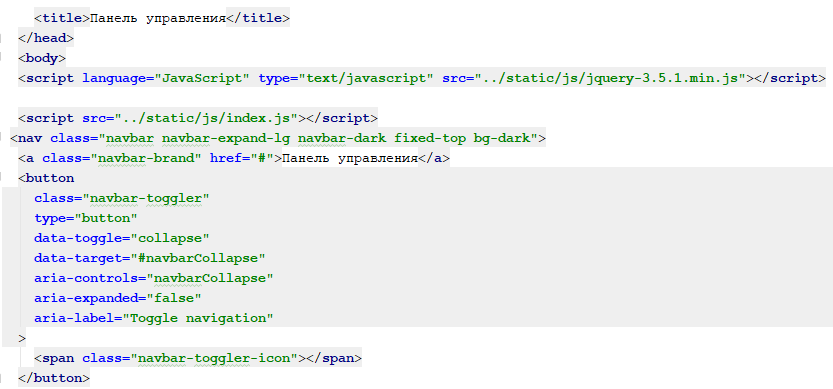 <title>Панель управления</title>
</head>
<body>
<script language="JavaScript" type="text/javascript" src="../static/js/jquery-3.5.1.min.js"></script>
<script src="../static/js/index.js"></script>
<nav class="navbar navbar-expand-lg navbar-dark fixed-top bg-dark">
<a class="navbar-brand" href="#">Панель управления</a>
<button
class="navbar-toggler"
type="button"
data-toggle="collapse"
data-target="#navbarCollapse"
aria-controls="navbarCollapse"
aria-expanded="false"
aria-label="Toggle navigation"
>
<span class="navbar-toggler-icon"></span>
</button>